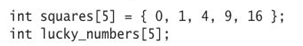 int squares[5] = { 0, 1, 4, 9, 16 };
int lucky_numbers[5];